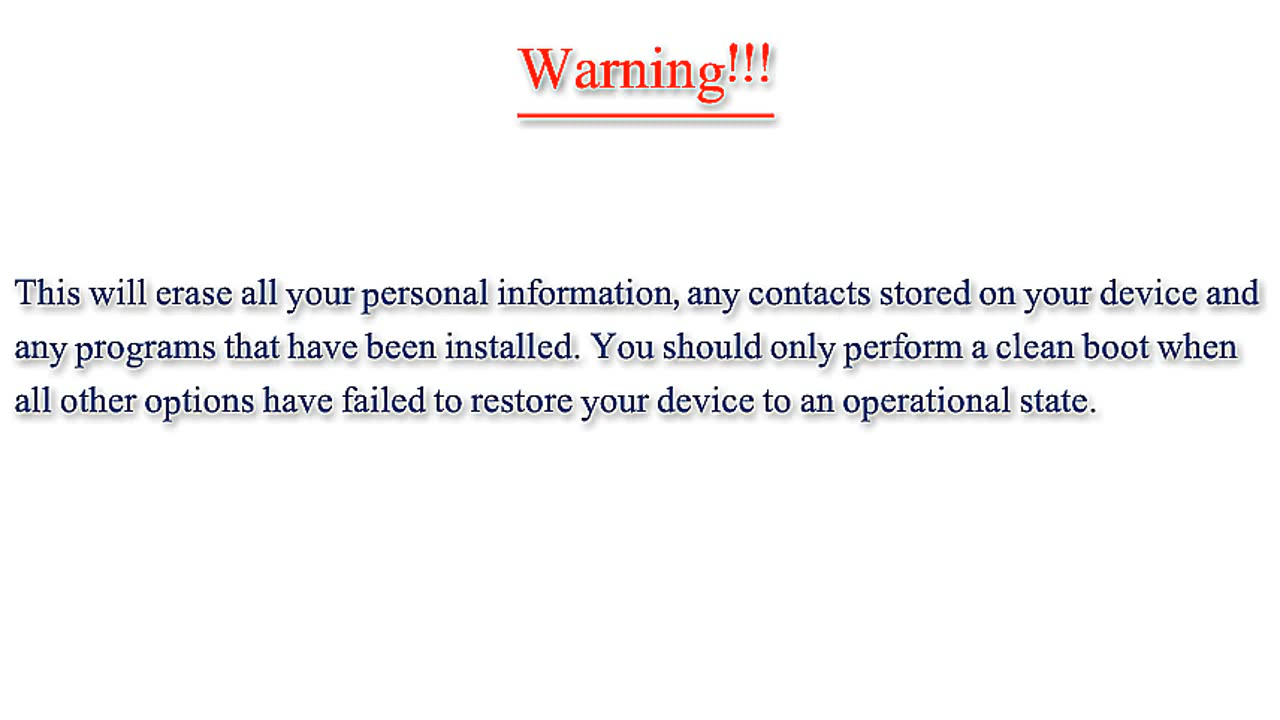 Warning!!!
This will erase all your personal information, any contacts stored on your device and
any programs that have been installed. You should only perform a clean boot when
all other options have failed to restore your device to an operational state.